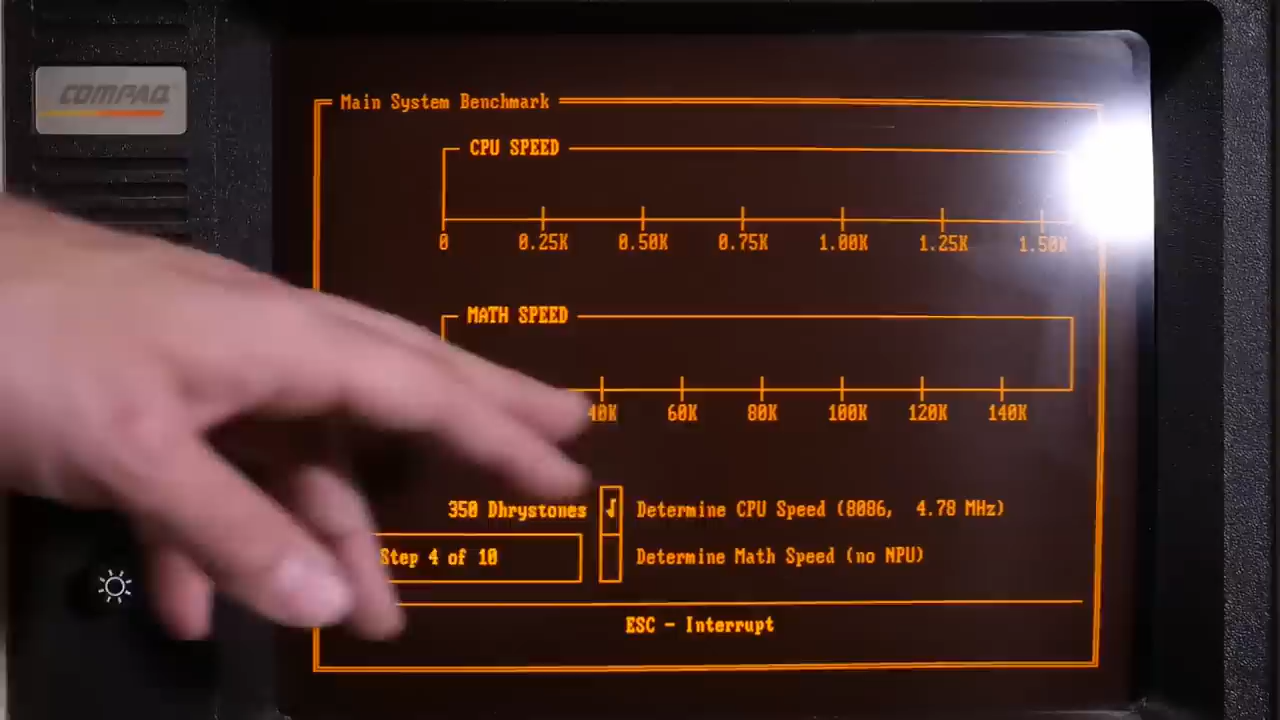 COMPAQ
Main System Benchmark
CPU SPEED
0 0.25K 0.50K 0.75K 1.00K 1.25K 1.50K
MATH SPEED
40K 60K 80K 100K 120K 140K
350 Dhrystones √ Determine CPU Speed (8086, 4.78 MHz)
Step 4 of 10 Determine Math Speed (no NPU)
ESC - Interrupt